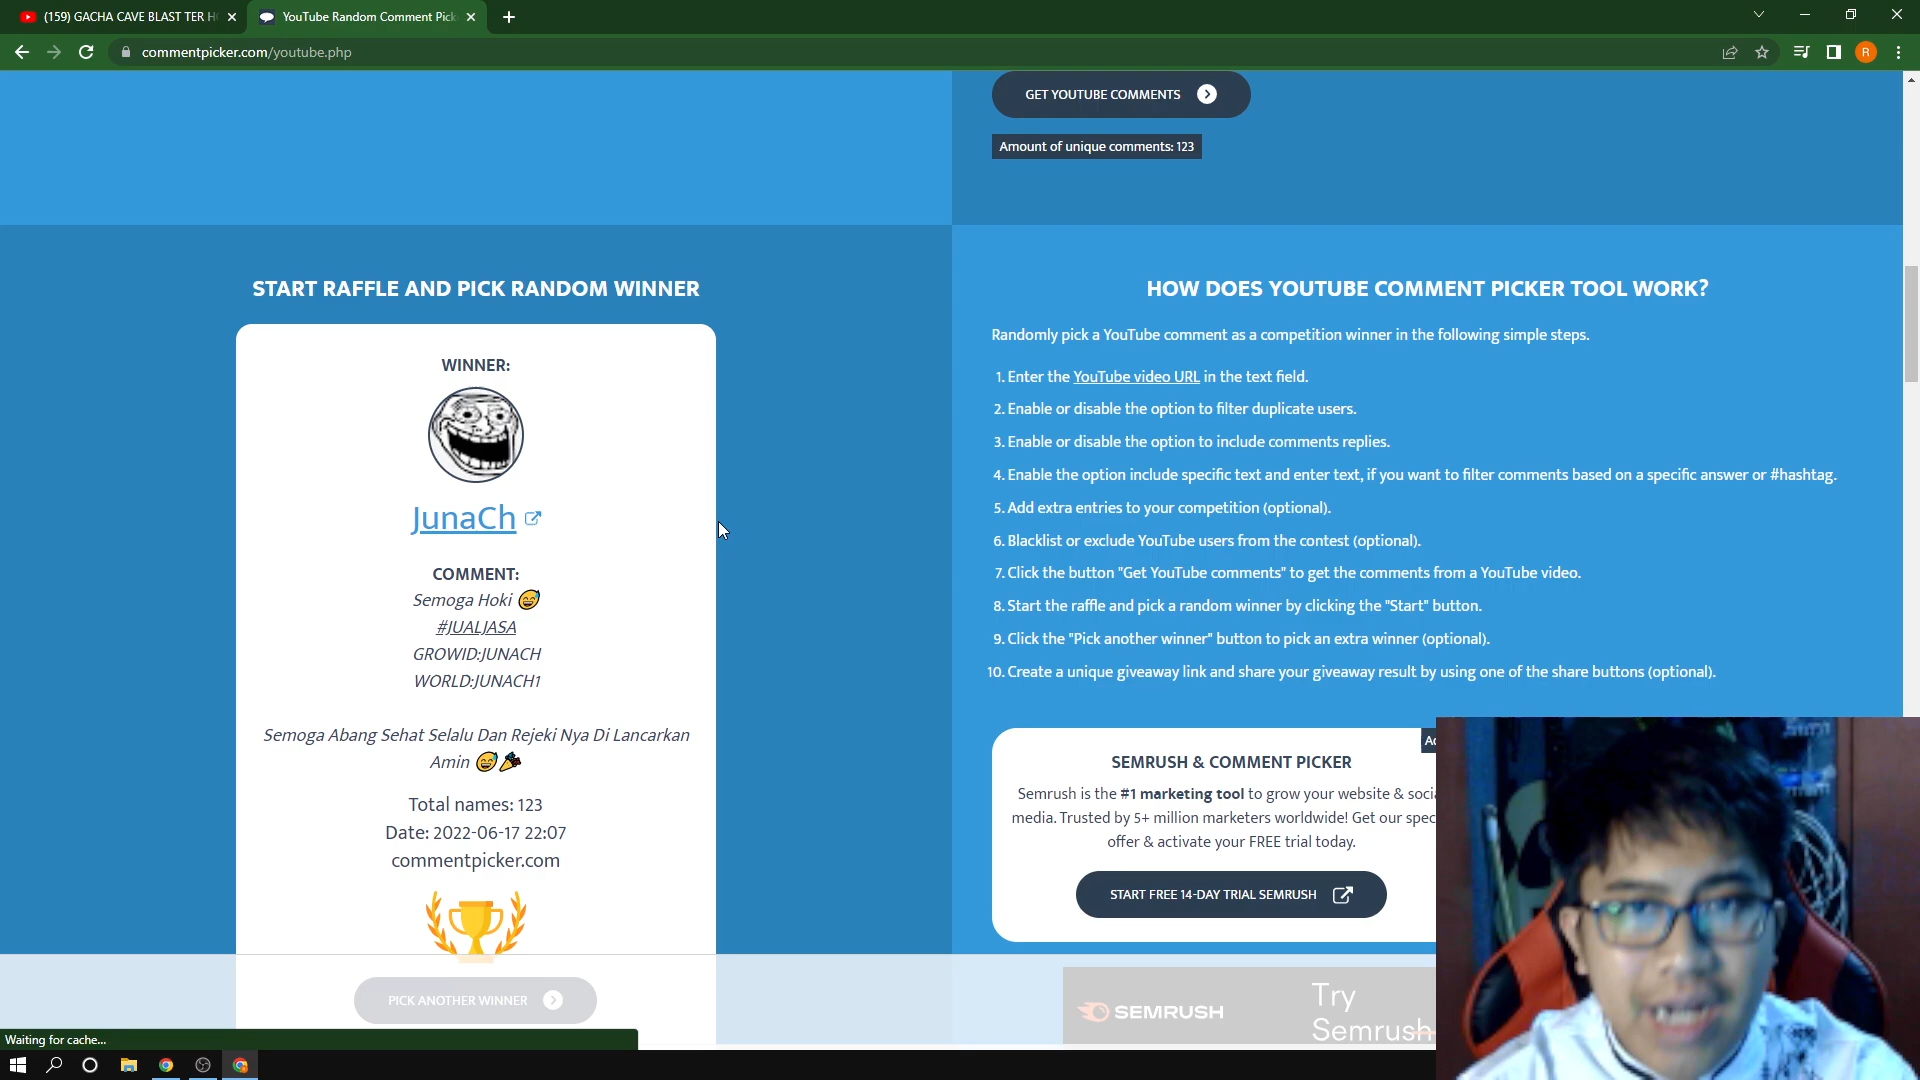 (159) GACHA CAVE BLAST TER H
YouTube Random Comment Pick
commentpicker.com/youtube.php
R
GET YOUTUBE COMMENTS
Amount of unique comments: 123
START RAFFLE AND PICK RANDOM WINNER
WINNER:
JunaCh
COMMENT:
Semoga Hoki 😅
#JUALJASA
GROWID:JUNACH
WORLD:JUNACH1
Semoga Abang Sehat Selalu Dan Rejeki Nya Di Lancarkan
Amin 😅🎉
Total names: 123
Date: 2022-06-17 22:07
commentpicker.com
PICK ANOTHER WINNER
HOW DOES YOUTUBE COMMENT PICKER TOOL WORK?
Randomly pick a YouTube comment as a competition winner in the following simple steps.
1. Enter the YouTube video URL in the text field.
2. Enable or disable the option to filter duplicate users.
3. Enable or disable the option to include comments replies.
4. Enable the option include specific text and enter text, if you want to filter comments based on a specific answer or #hashtag.
5. Add extra entries to your competition (optional).
6. Blacklist or exclude YouTube users from the contest (optional).
7. Click the button "Get YouTube comments" to get the comments from a YouTube video.
8. Start the raffle and pick a random winner by clicking the "Start" button.
9. Click the "Pick another winner" button to pick an extra winner (optional).
10. Create a unique giveaway link and share your giveaway result by using one of the share buttons (optional).
SEMRUSH & COMMENT PICKER
Semrush is the #1 marketing tool to grow your website & soci
media. Trusted by 5+ million marketers worldwide! Get our spec
offer & activate your FREE trial today.
START FREE 14-DAY TRIAL SEMRUSH
SEMRUSH
Try
Semrush
Waiting for cache...